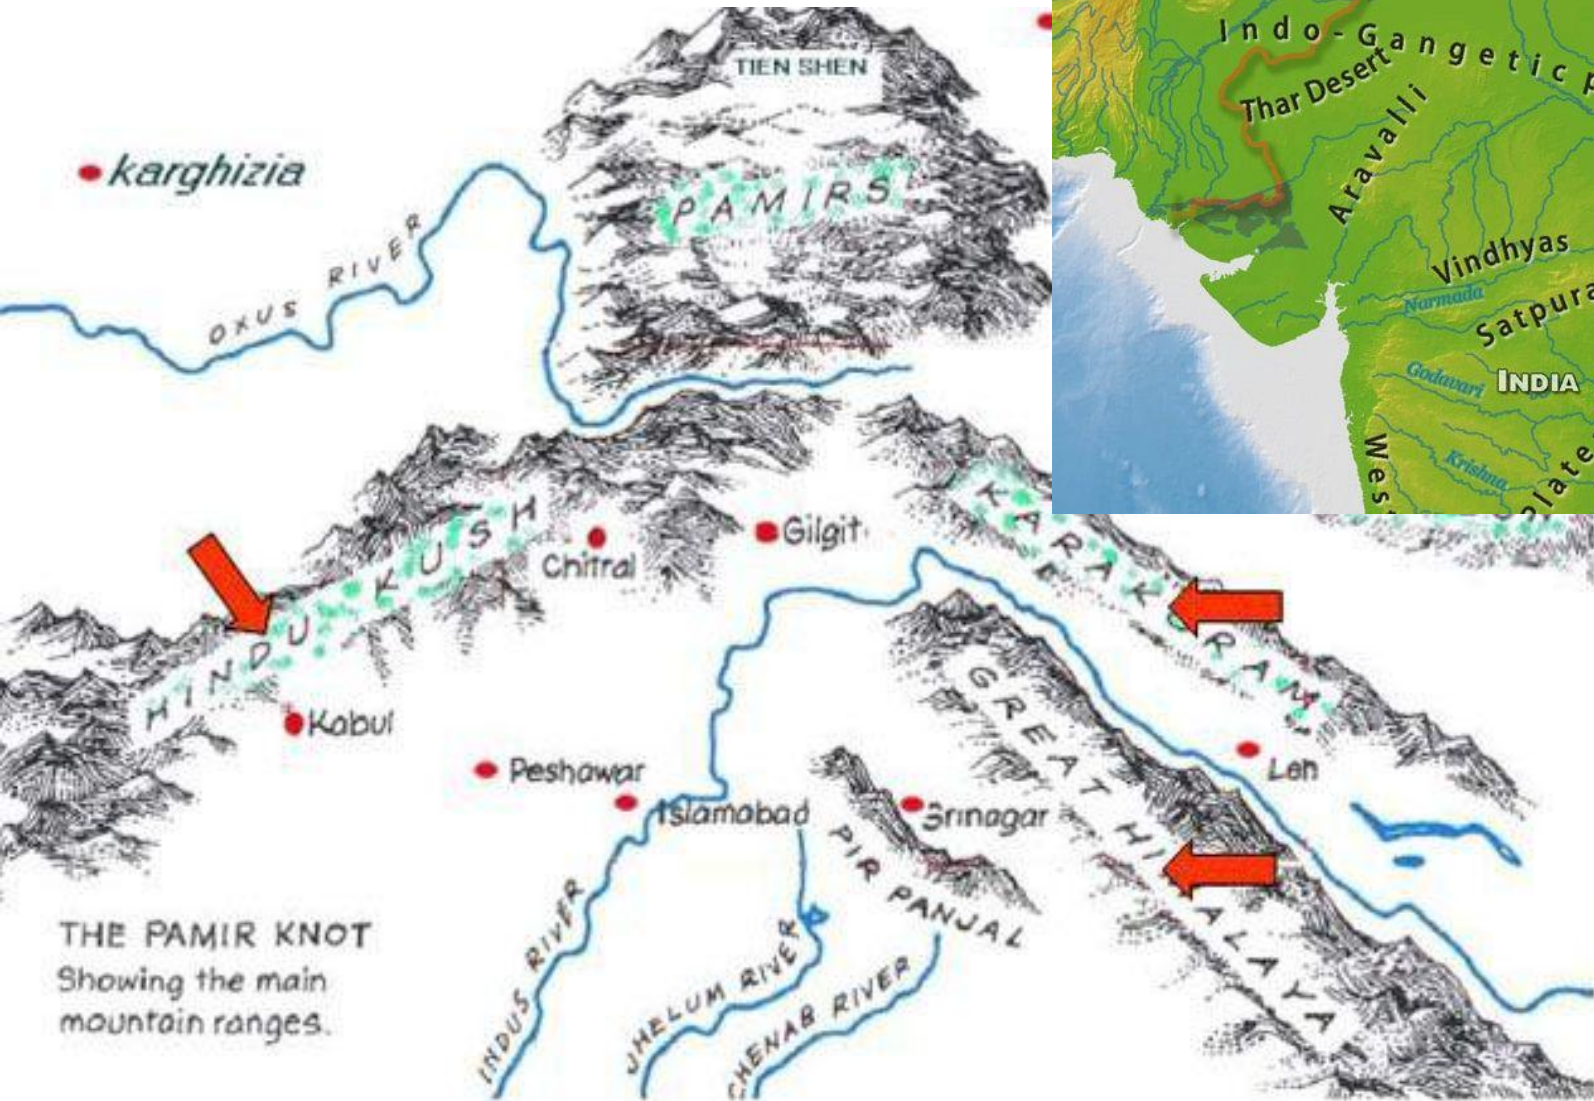 TIEN SHEN
karghizia
PAMIRS
OXUS RIVER
HINDU KUSH
Chitral
Gilgit
KARAKORAM
Kabul
Peshawar
Islamabad
Srinagar
Leh
GREAT HIMALAYA
PIR PANJAL
INDUS RIVER
JHELUM RIVER
CHENAB RIVER
THE PAMIR KNOT
Showing the main
mountain ranges.
Indo-Gangetic P
Thar Desert
Aravalli
Vindhyas
Narmada
Satpura
Godavari
INDIA
Krishna
Wes
plate